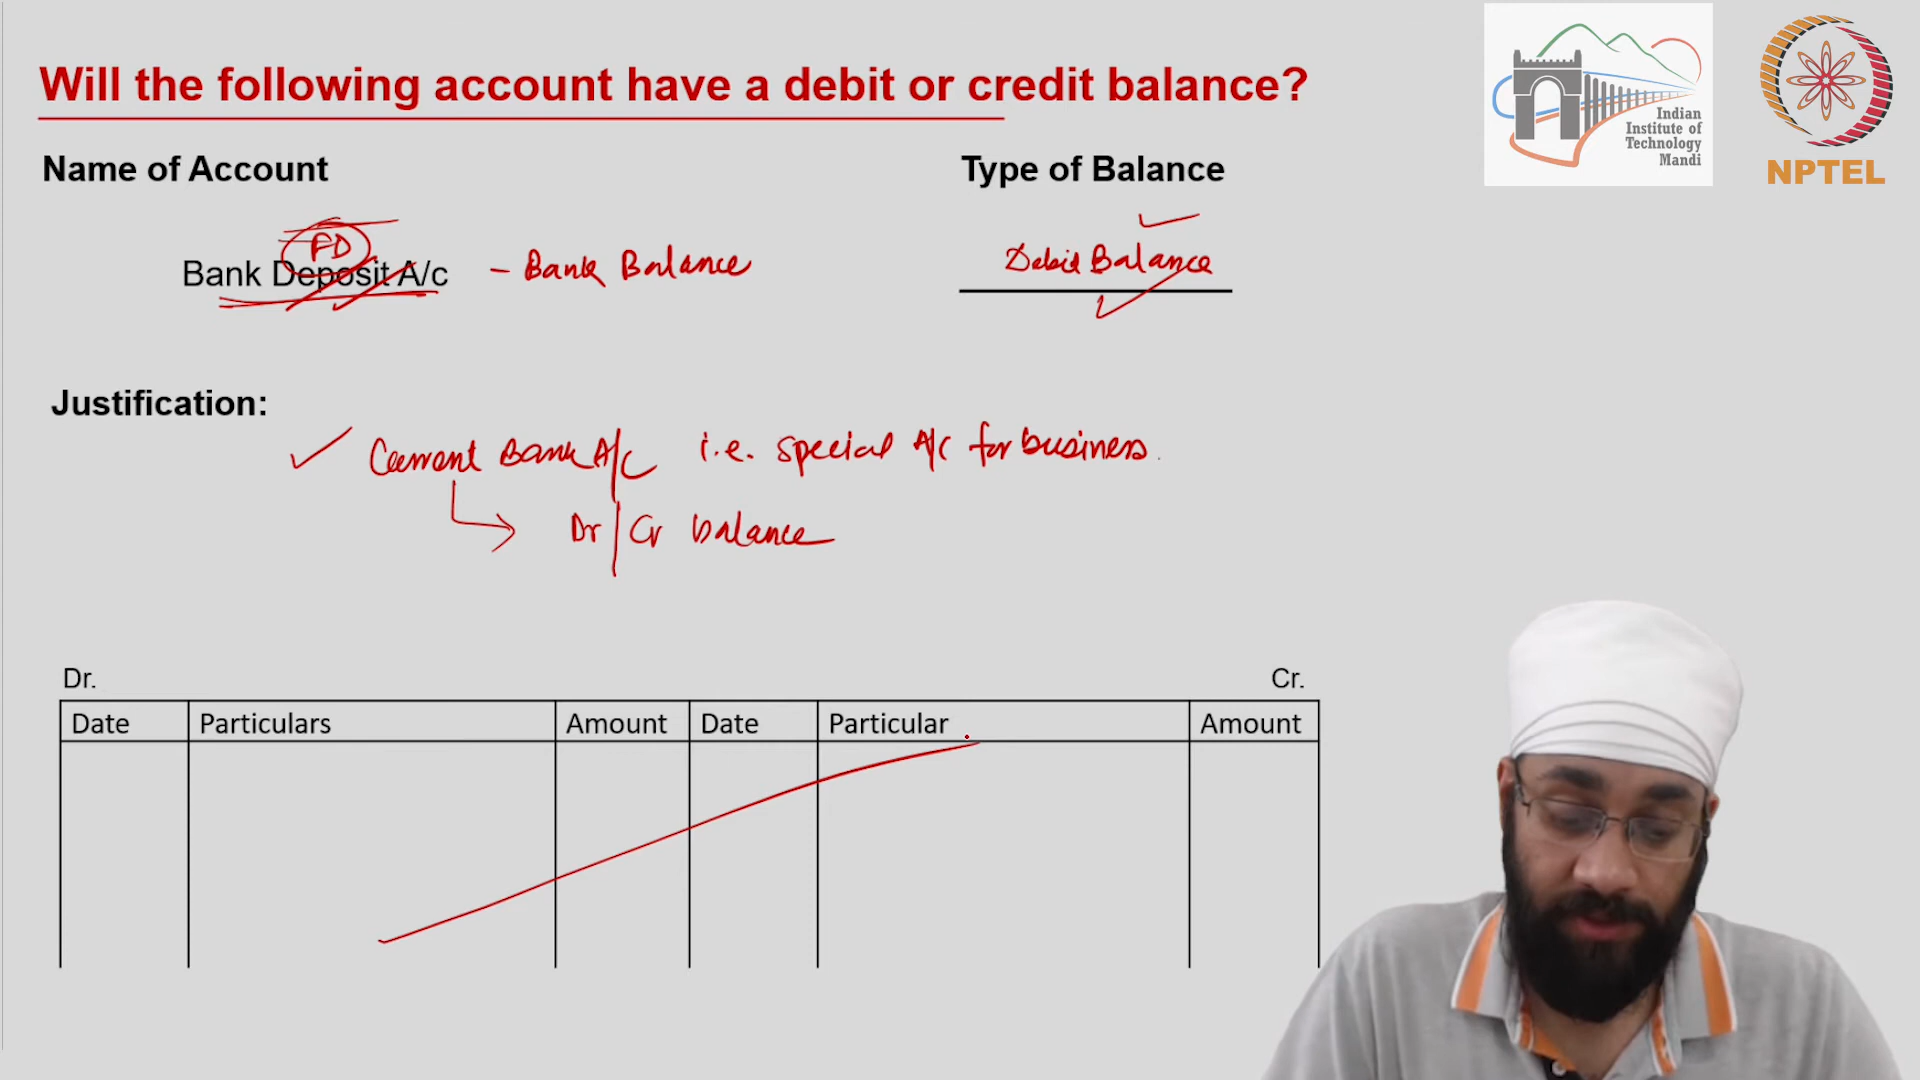 Will the following account have a debit or credit balance?
Indian
Institute of
Technology
Mandi
NPTEL
Name of Account
Type of Balance
FD
Bank Deposit A/c - Bank Balance
Debit Balance
Justification:
Current Bank A/c i.e. special A/c for business.
Dr | Cr balance
Dr.
Cr.
Date Particulars Amount Date Particular Amount